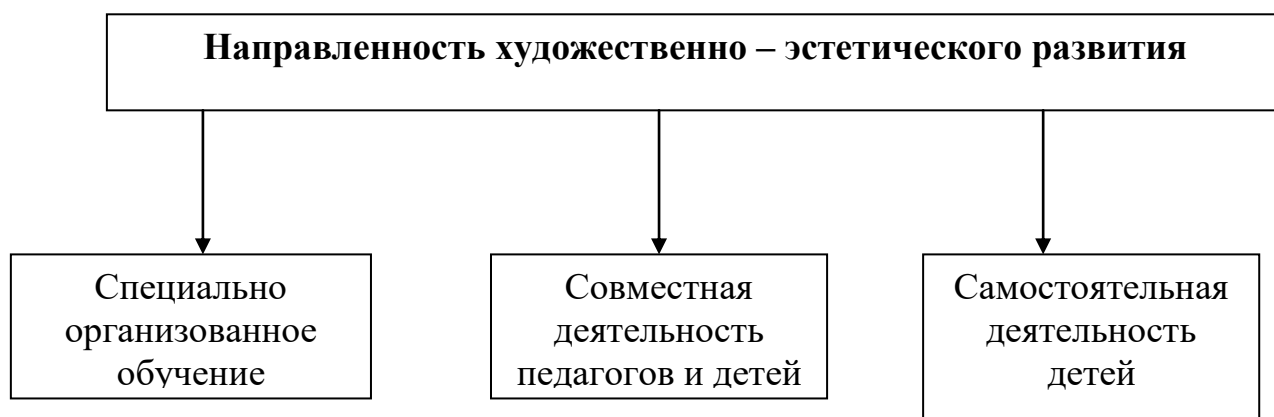 Направленность художественно – эстетического развития
Специально
организованное
обучение
Совместная
деятельность
педагогов и детей
Самостоятельная
деятельность
детей